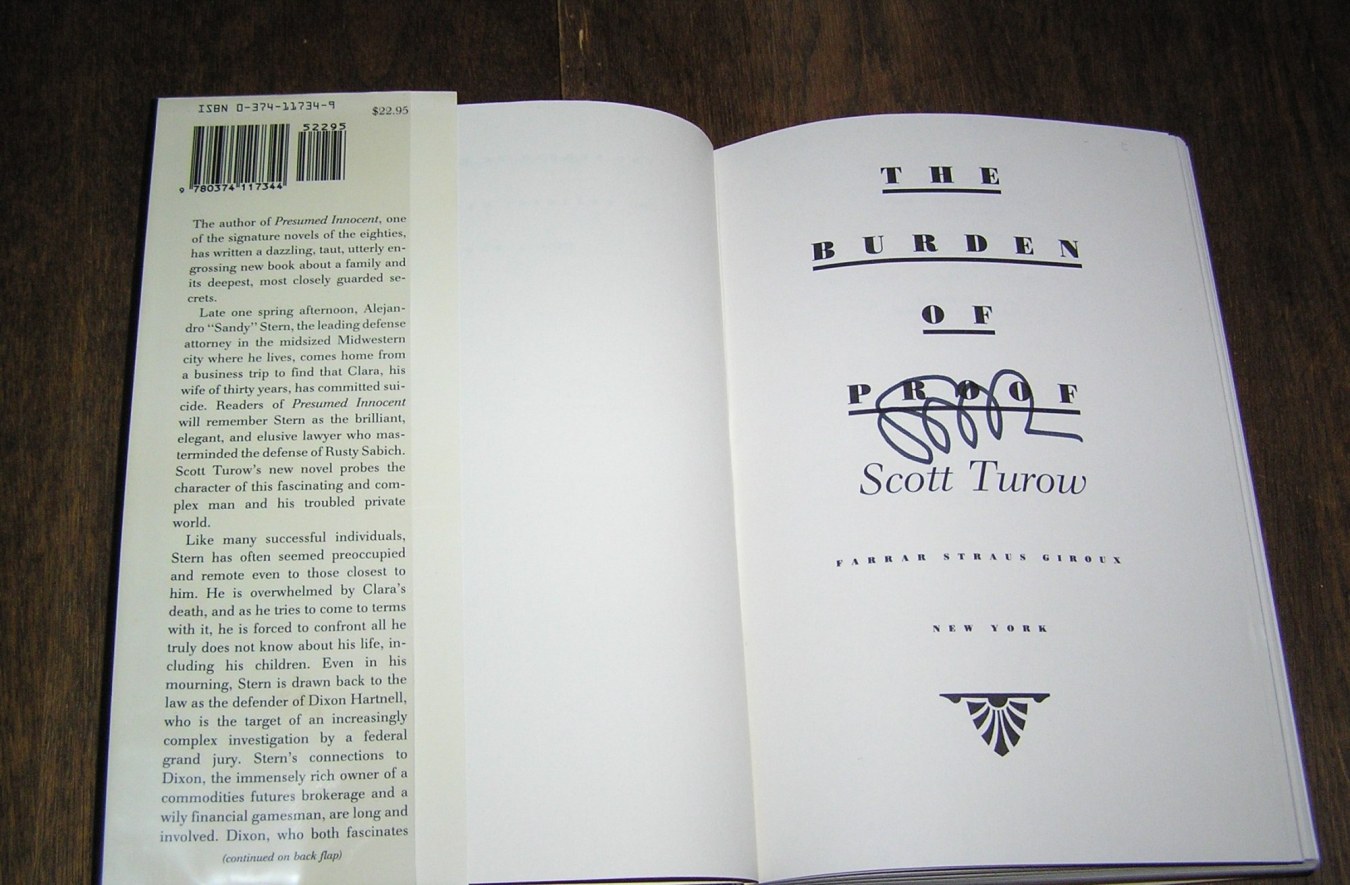 ISBN 0-374-11734-9
$22.95
52295
9 780374 117344
The author of Presumed Innocent, one
of the signature novels of the eighties,
has written a dazzling, taut, utterly en-
grossing new book about a family and
its deepest, most closely guarded se-
crets.
Late one spring afternoon, Alejan-
dro "Sandy" Stern, the leading defense
attorney in the midsized Midwestern
city where he lives, comes home from
a business trip to find that Clara, his
wife of thirty years, has committed sui-
cide. Readers of Presumed Innocent
will remember Stern as the brilliant,
elegant, and elusive lawyer who mas-
terminded the defense of Rusty Sabich.
Scott Turow's new novel probes the
character of this fascinating and com-
plex man and his troubled private
world.
Like many successful individuals,
Stern has often seemed preoccupied
and remote even to those closest to
him. He is overwhelmed by Clara's
death, and as he tries to come to terms
with it, he is forced to confront all he
truly does not know about his life, in-
cluding his children. Even in his
mourning, Stern is drawn back to the
law as the defender of Dixon Hartnell,
who is the target of an increasingly
complex investigation by a federal
grand jury. Stern's connections to
Dixon, the immensely rich owner of a
commodities futures brokerage and a
wily financial gamesman, are long and
involved. Dixon, who both fascinates
(continued on back flap)
THE
BURDEN
OF
PROOF
Scott Turow
FARRAR STRAUS GIROUX
NEW YORK